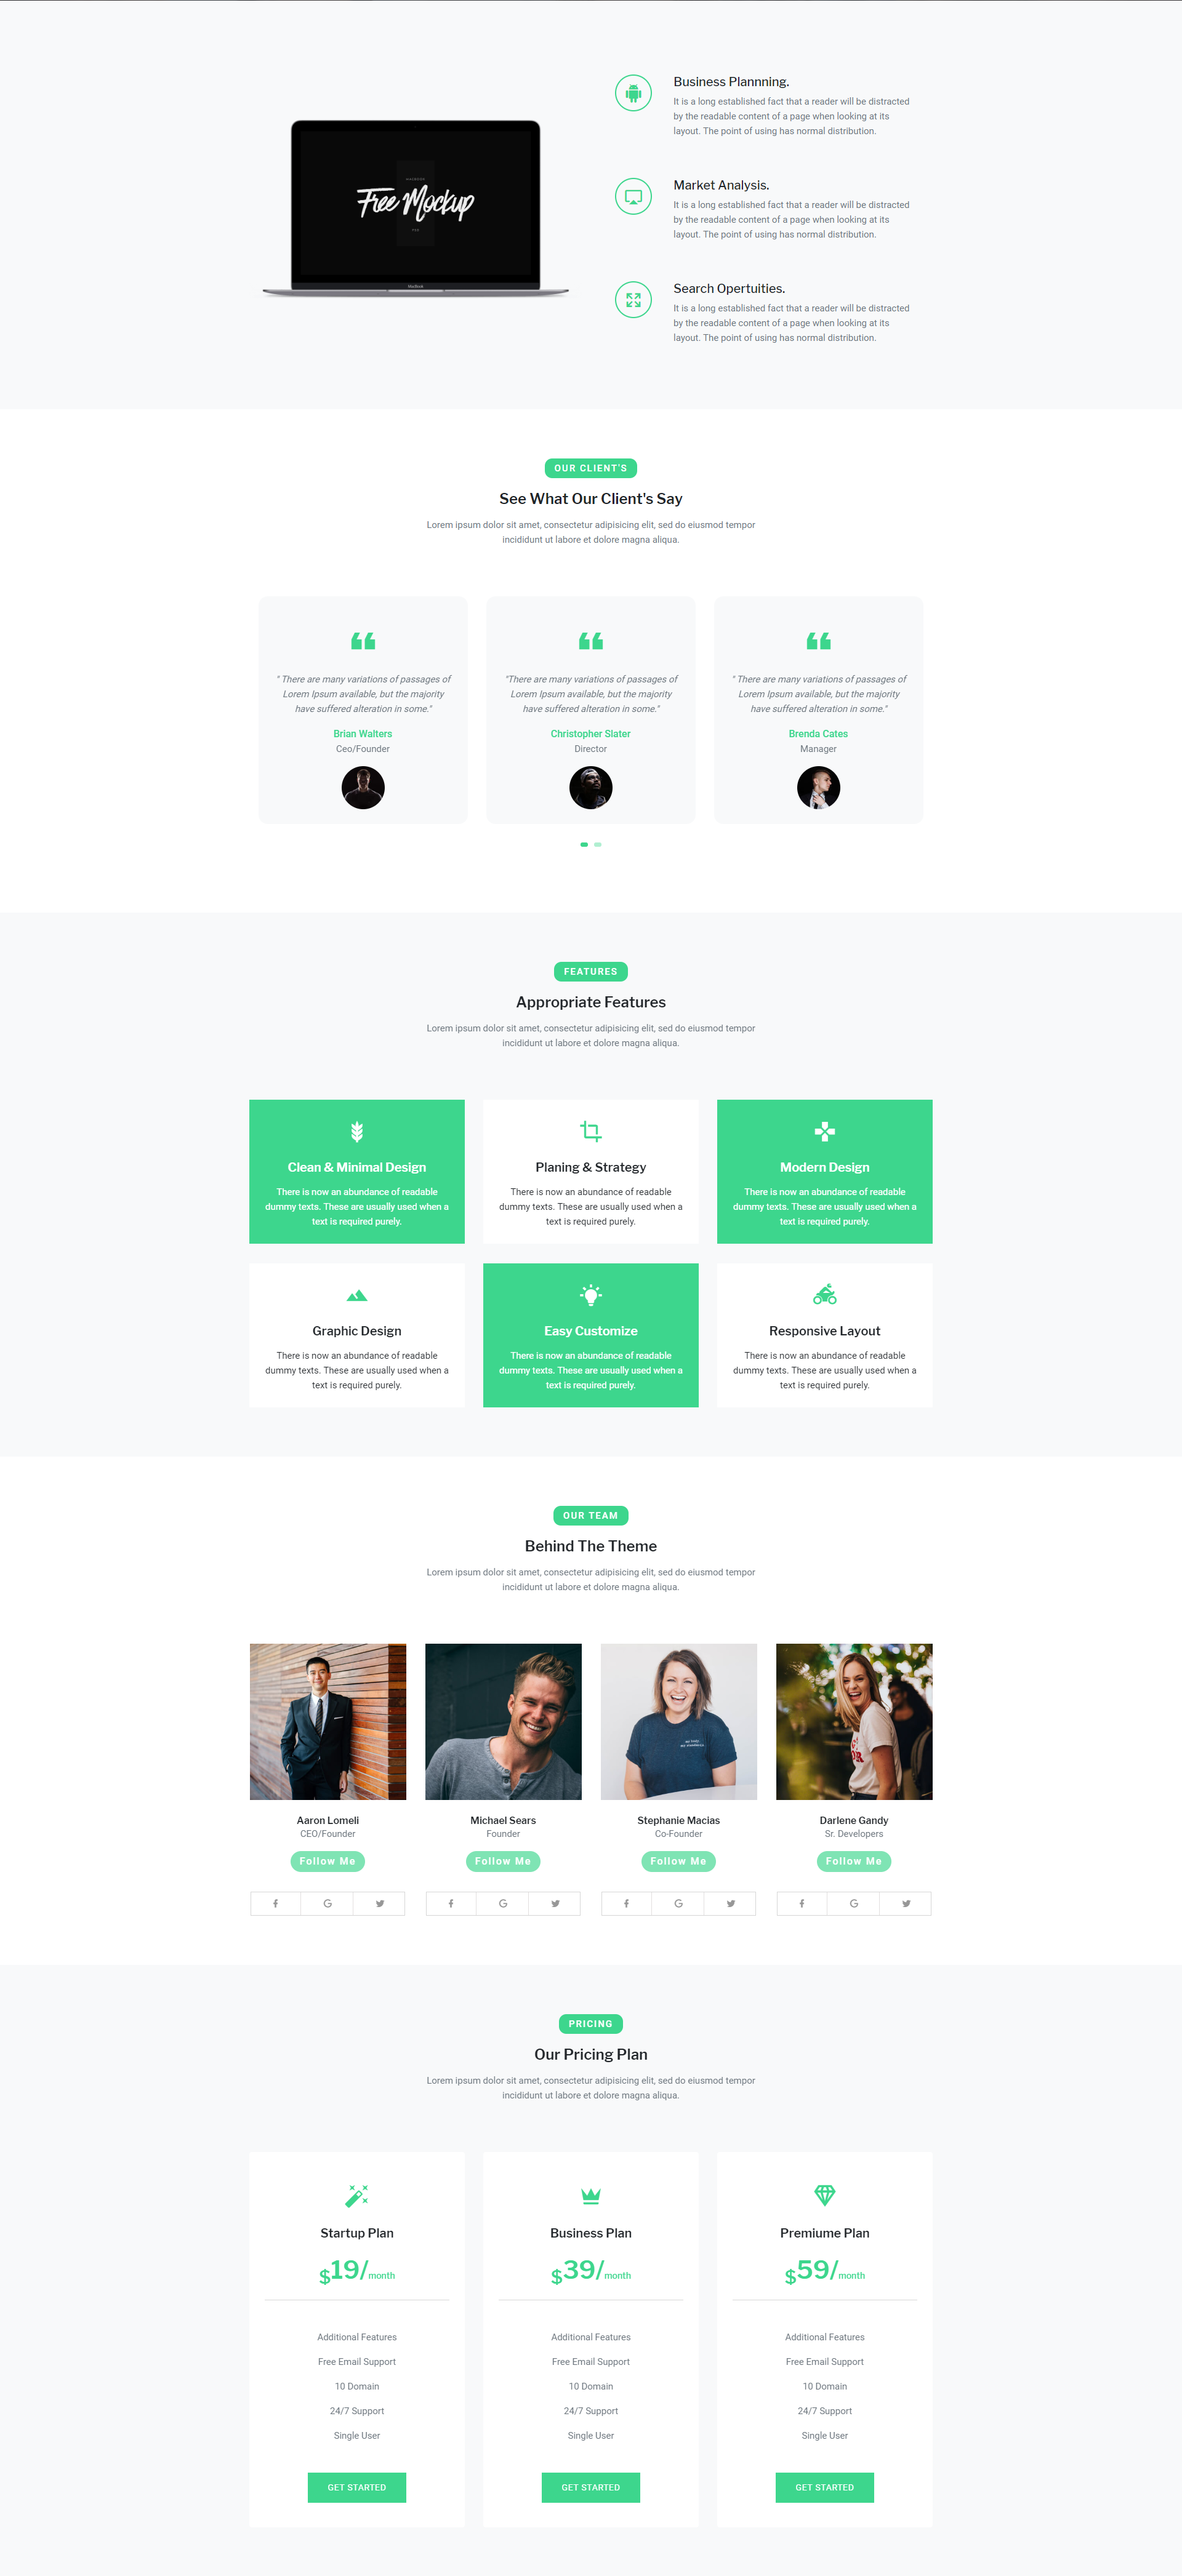 Business Plannning.
It is a long established fact that a reader will be distracted
by the readable content of a page when looking at its
layout. The point of using has normal distribution.
Free Mockup
PSD
MacBook
Market Analysis.
It is a long established fact that a reader will be distracted
by the readable content of a page when looking at its
layout. The point of using has normal distribution.
Search Opertuities.
It is a long established fact that a reader will be distracted
by the readable content of a page when looking at its
layout. The point of using has normal distribution.
OUR CLIENT'S
See What Our Client's Say
Lorem ipsum dolor sit amet, consectetur adipisicing elit, sed do eiusmod tempor
incididunt ut labore et dolore magna aliqua.
" There are many variations of passages of
Lorem Ipsum available, but the majority
have suffered alteration in some."
Brian Walters
Ceo/Founder
"There are many variations of passages of
Lorem Ipsum available, but the majority
have suffered alteration in some."
Christopher Slater
Director
" There are many variations of passages of
Lorem Ipsum available, but the majority
have suffered alteration in some."
Brenda Cates
Manager
FEATURES
Appropriate Features
Lorem ipsum dolor sit amet, consectetur adipisicing elit, sed do eiusmod tempor
incididunt ut labore et dolore magna aliqua.
Clean & Minimal Design
There is now an abundance of readable
dummy texts. These are usually used when a
text is required purely.
Planing & Strategy
There is now an abundance of readable
dummy texts. These are usually used when a
text is required purely.
Modern Design
There is now an abundance of readable
dummy texts. These are usually used when a
text is required purely.
Graphic Design
There is now an abundance of readable
dummy texts. These are usually used when a
text is required purely.
Easy Customize
There is now an abundance of readable
dummy texts. These are usually used when a
text is required purely.
Responsive Layout
There is now an abundance of readable
dummy texts. These are usually used when a
text is required purely.
OUR TEAM
Behind The Theme
Lorem ipsum dolor sit amet, consectetur adipisicing elit, sed do eiusmod tempor
incididunt ut labore et dolore magna aliqua.
Aaron Lomeli
CEO/Founder
Follow Me
Michael Sears
Founder
Follow Me
Stephanie Macias
Co-Founder
Follow Me
Darlene Gandy
Sr. Developers
Follow Me
PRICING
Our Pricing Plan
Lorem ipsum dolor sit amet, consectetur adipisicing elit, sed do eiusmod tempor
incididunt ut labore et dolore magna aliqua.
Startup Plan
$19/month
Additional Features
Free Email Support
10 Domain
24/7 Support
Single User
GET STARTED
Business Plan
$39/month
Additional Features
Free Email Support
10 Domain
24/7 Support
Single User
GET STARTED
Premiume Plan
$59/month
Additional Features
Free Email Support
10 Domain
24/7 Support
Single User
GET STARTED